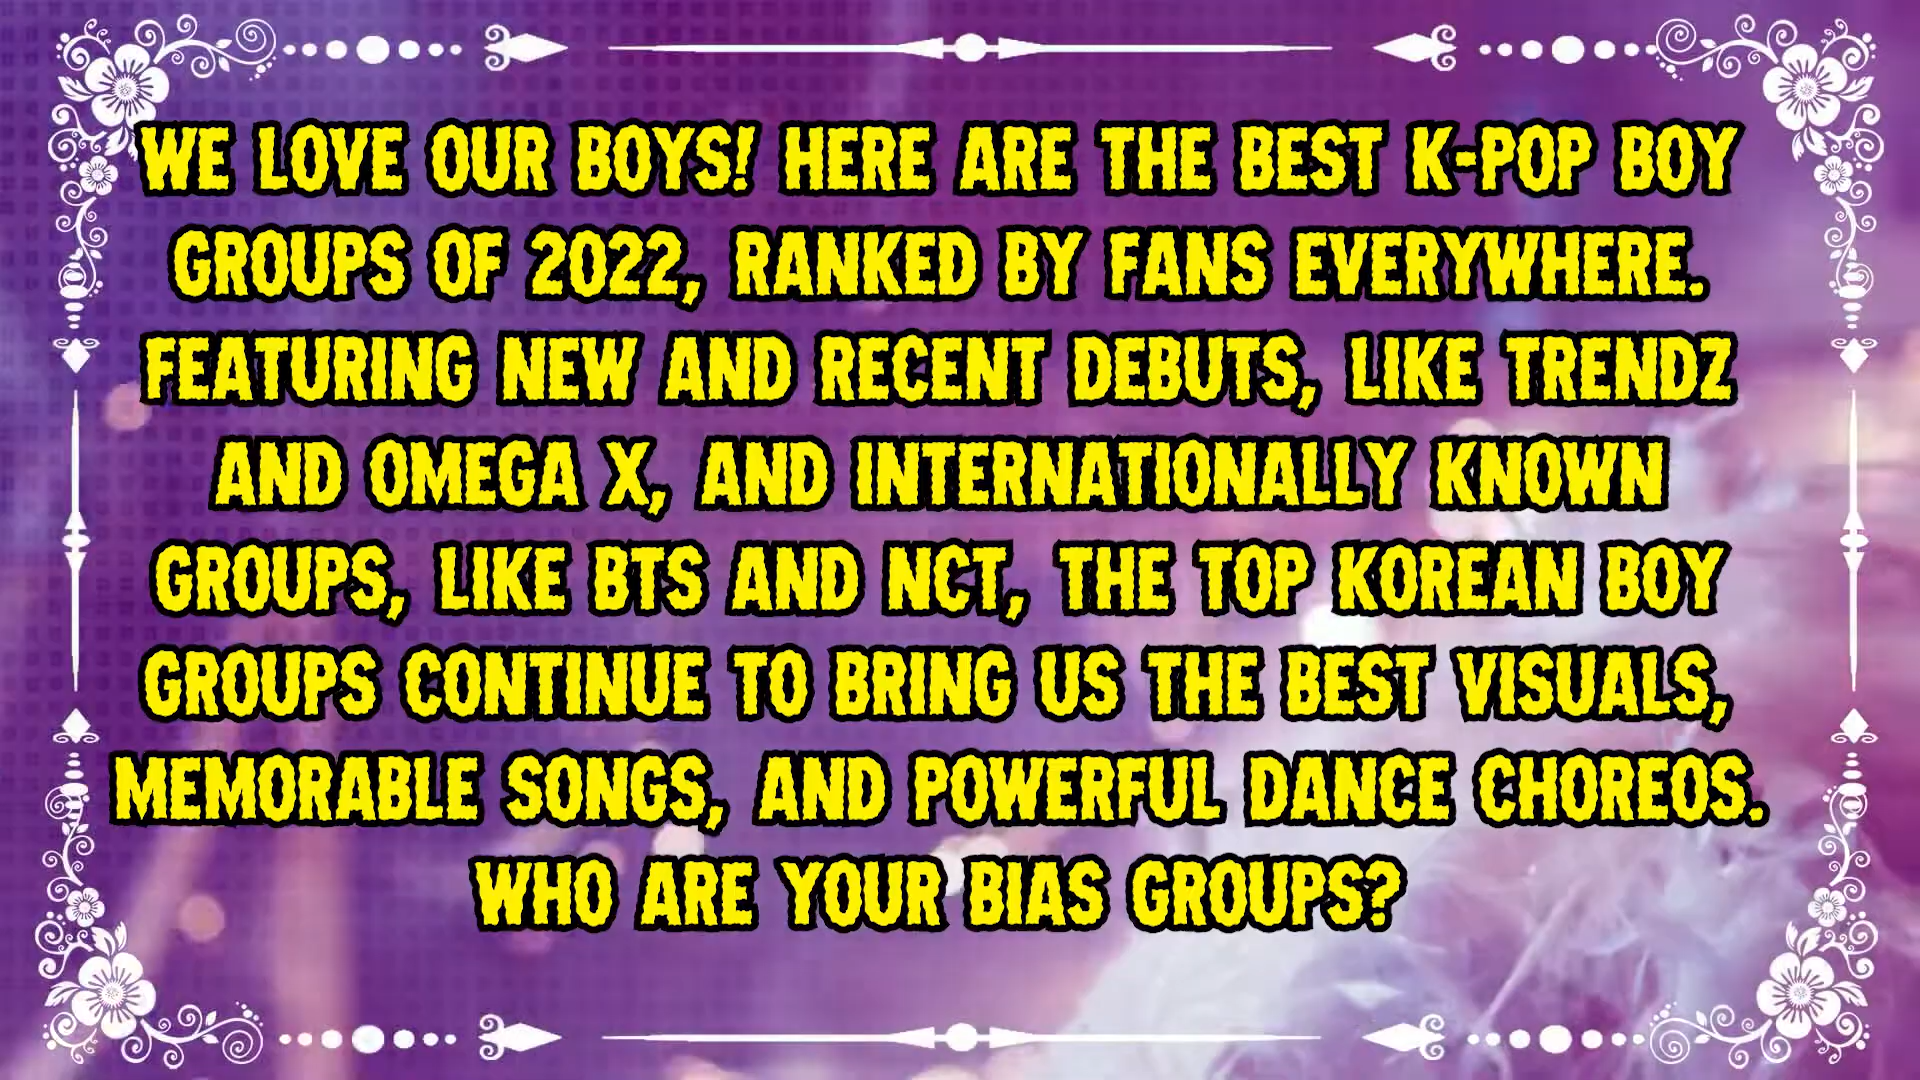 WE LOVE OUR BOYS! HERE ARE THE BEST K-POP BOY
GROUPS OF 2022, RANKED BY FANS EVERYWHERE.
FEATURING NEW AND RECENT DEBUTS, LIKE TRENDZ
AND OMEGA X, AND INTERNATIONALLY KNOWN
GROUPS, LIKE BTS AND NCT, THE TOP KOREAN BOY
GROUPS CONTINUE TO BRING US THE BEST VISUALS,
MEMORABLE SONGS, AND POWERFUL DANCE CHOREOS.
WHO ARE YOUR BIAS GROUPS?